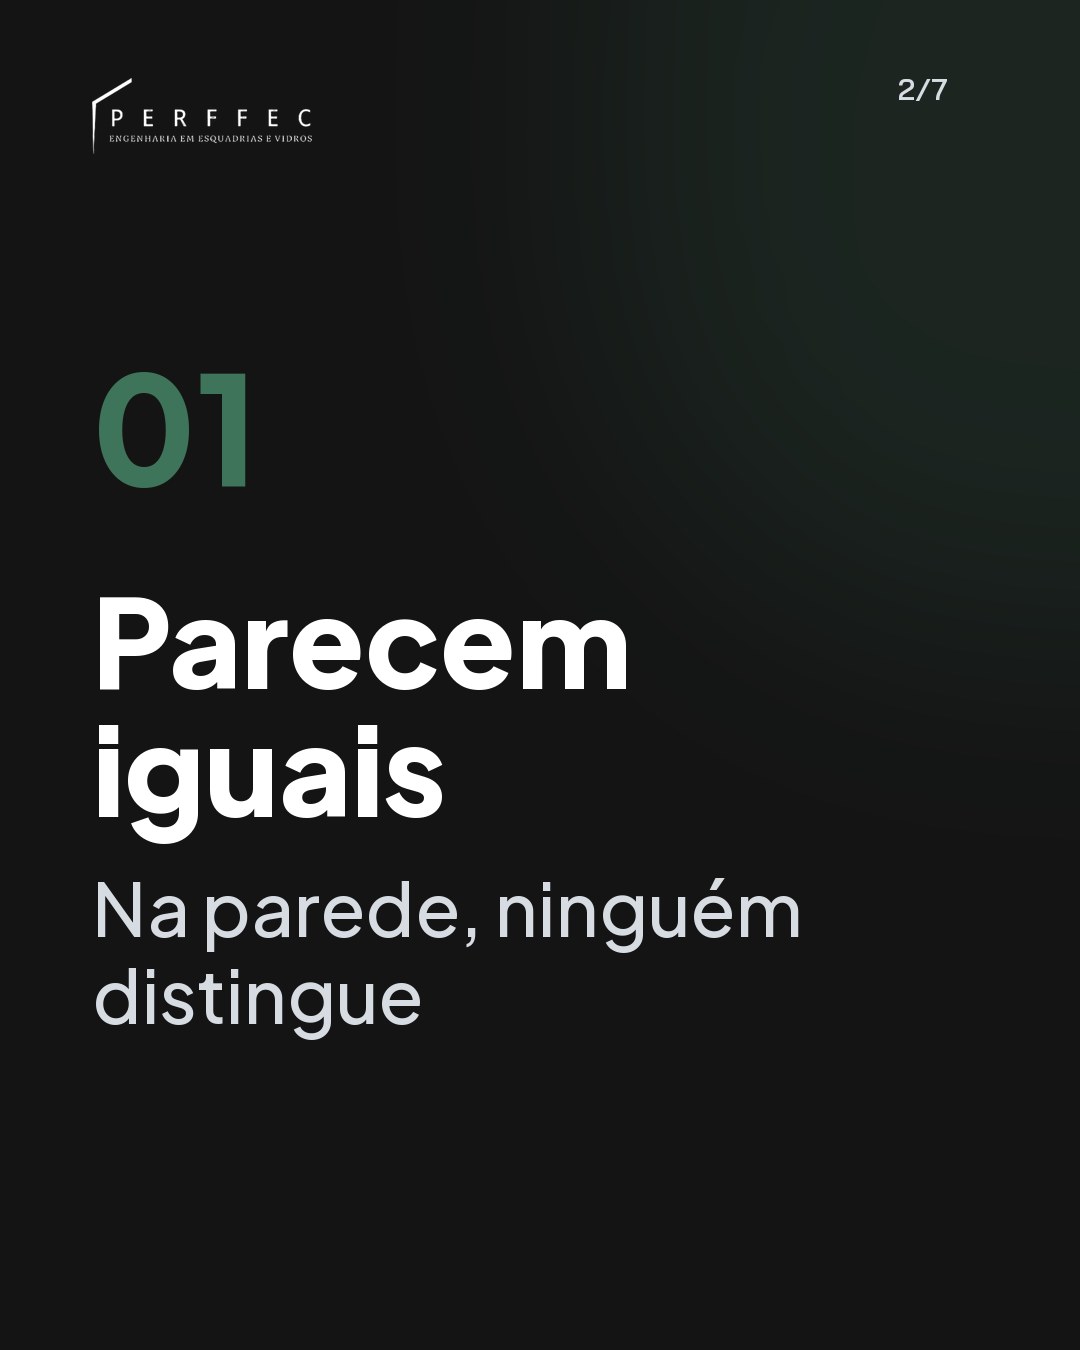 PERFFEC
ENGENHARIA EM ESQUADRIAS E VIDROS
2/7
01
Parecem
iguais
Na parede, ninguém
distingue